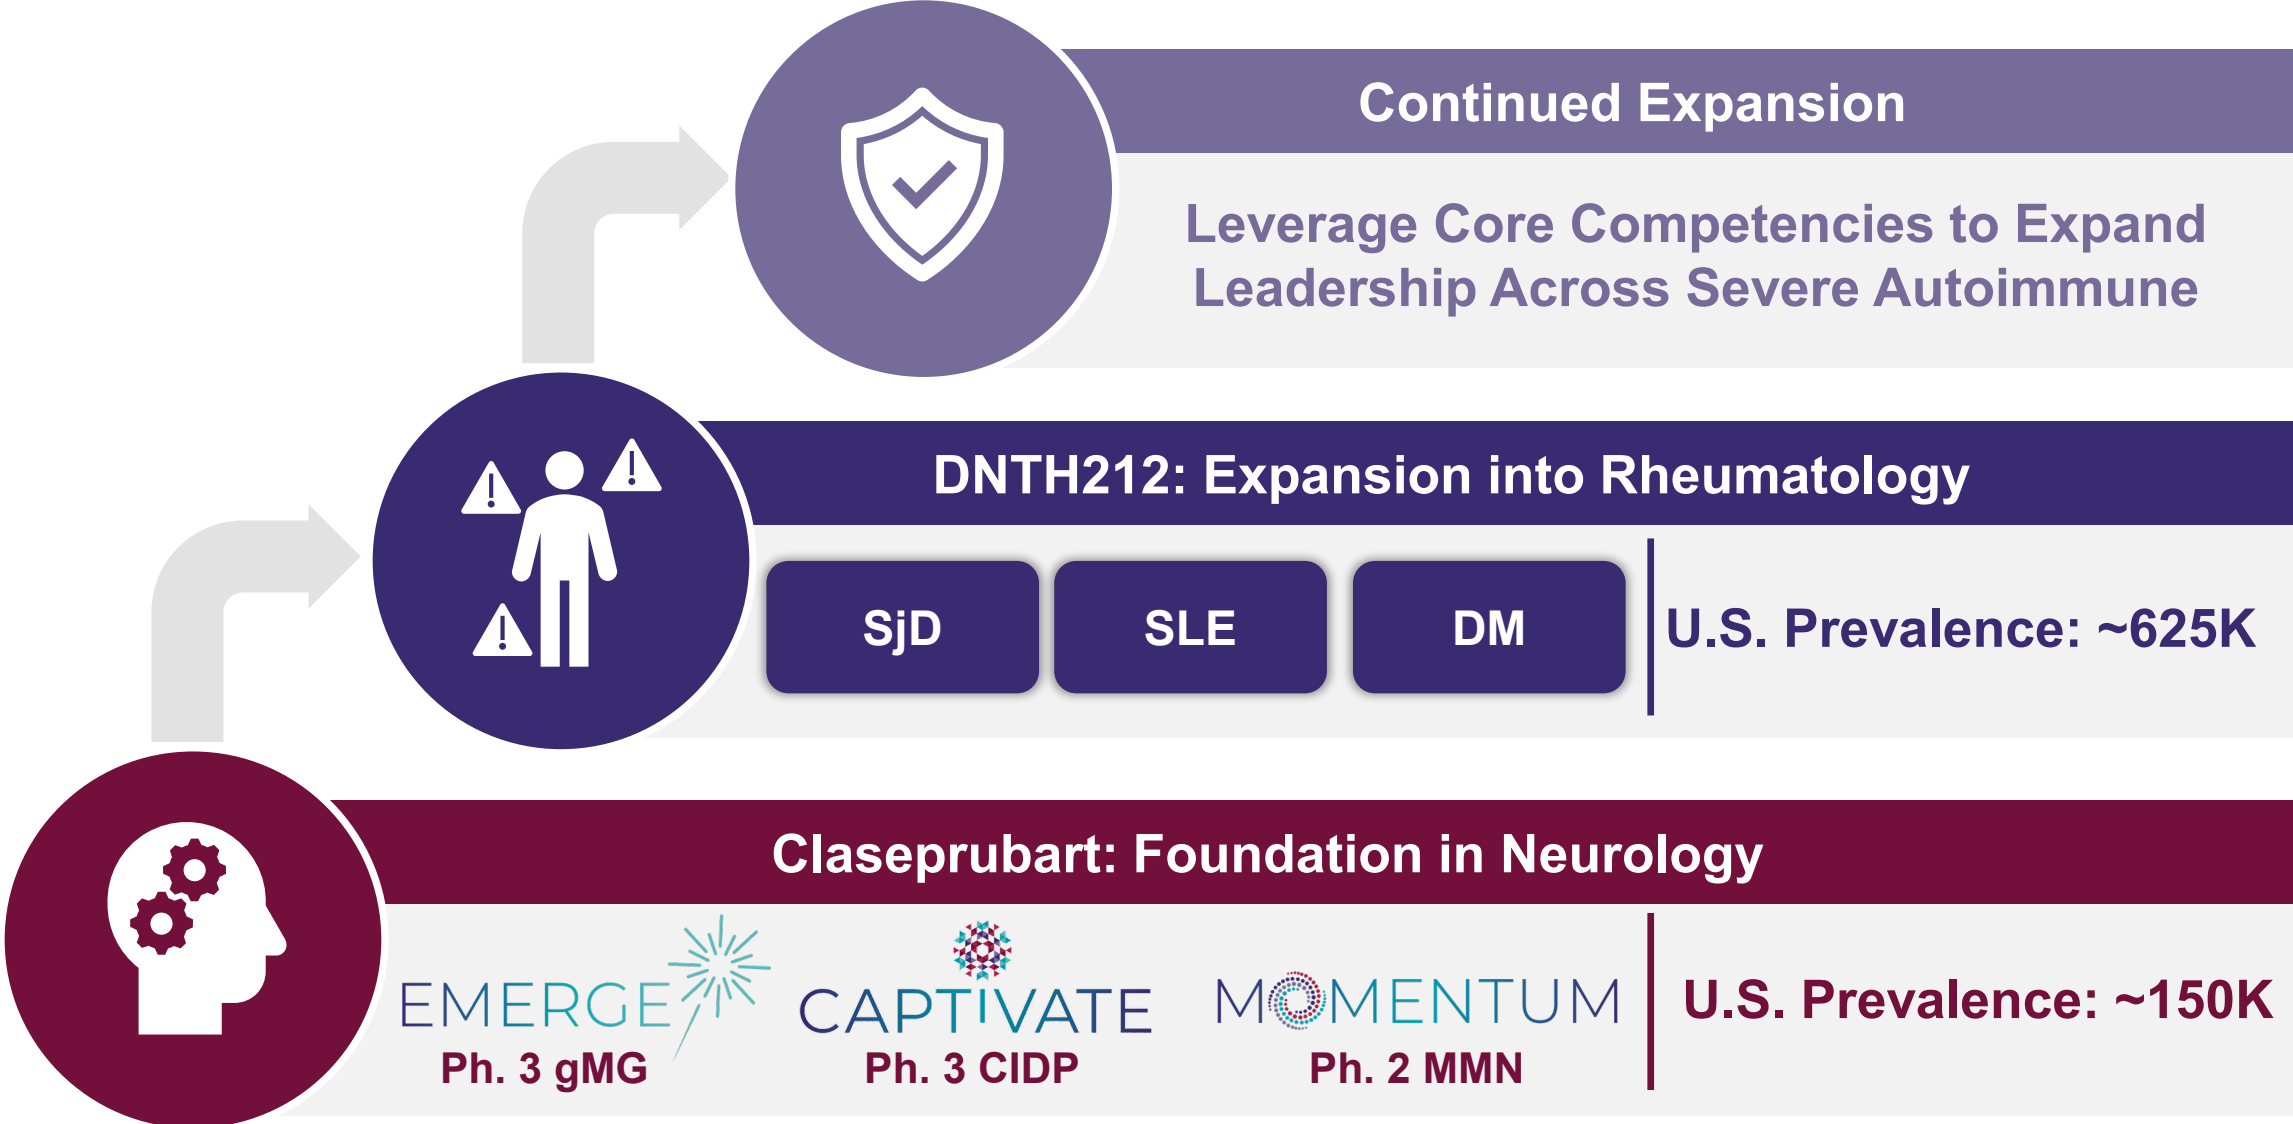 Continued Expansion
Leverage Core Competencies to Expand
Leadership Across Severe Autoimmune
DNTH212: Expansion into Rheumatology
SjD
SLE
DM
U.S. Prevalence: ~625K
Claseprubart: Foundation in Neurology
EMERGE
Ph. 3 gMG
CAPTIVATE
Ph. 3 CIDP
MOMENTUM
Ph. 2 MMN
U.S. Prevalence: ~150K